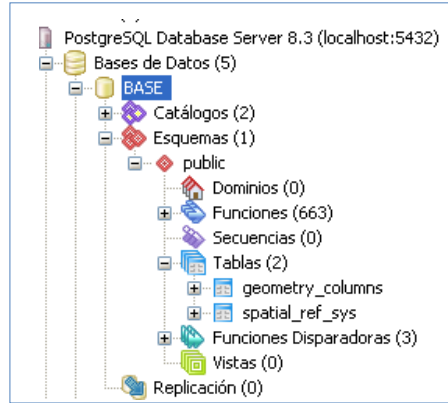 PostgreSQL Database Server 8.3 (localhost:5432)
Bases de Datos (5)
BASE
Catálogos (2)
Esquemas (1)
public
Dominios (0)
Funciones (663)
Secuencias (0)
Tablas (2)
geometry_columns
spatial_ref_sys
Funciones Disparadoras (3)
Vistas (0)
Replicación (0)